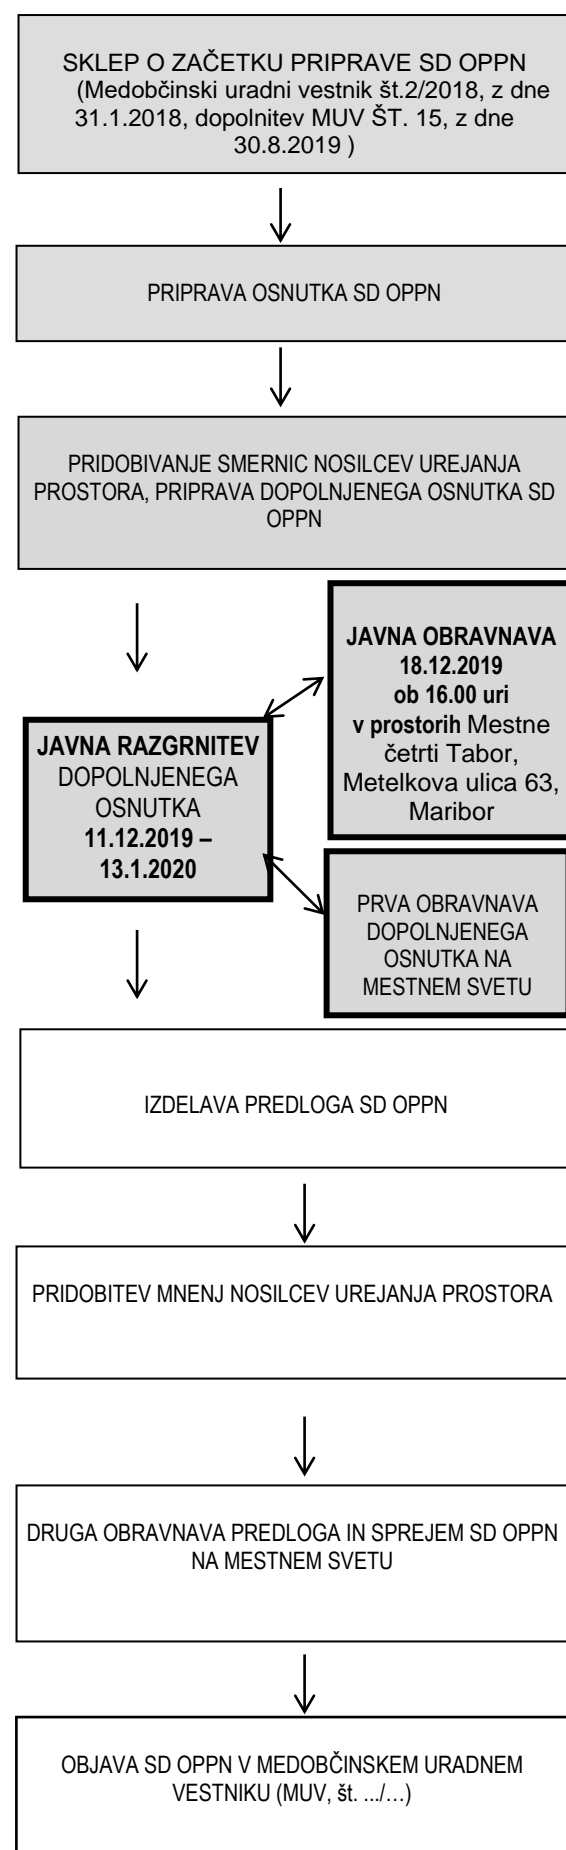 SKLEP O ZAČETKU PRIPRAVE SD OPPN
(Medobčinski uradni vestnik št.2/2018, z dne
31.1.2018, dopolnitev MUV ŠT. 15, z dne
30.8.2019 )
PRIPRAVA OSNUTKA SD OPPN
PRIDOBIVANJE SMERNIC NOSILCEV UREJANJA
PROSTORA, PRIPRAVA DOPOLNJENEGA OSNUTKA SD
OPPN
JAVNA OBRAVNAVA
18.12.2019
ob 16.00 uri
v prostorih Mestne
četrti Tabor,
Metelkova ulica 63,
Maribor
JAVNA RAZGRNITEV
DOPOLNJENEGA
OSNUTKA
11.12.2019 –
13.1.2020
PRVA OBRAVNAVA
DOPOLNJENEGA
OSNUTKA NA
MESTNEM SVETU
IZDELAVA PREDLOGA SD OPPN
PRIDOBITEV MNENJ NOSILCEV UREJANJA PROSTORA
DRUGA OBRAVNAVA PREDLOGA IN SPREJEM SD OPPN
NA MESTNEM SVETU
OBJAVA SD OPPN V MEDOBČINSKEM URADNEM
VESTNIKU (MUV, št. .../…)